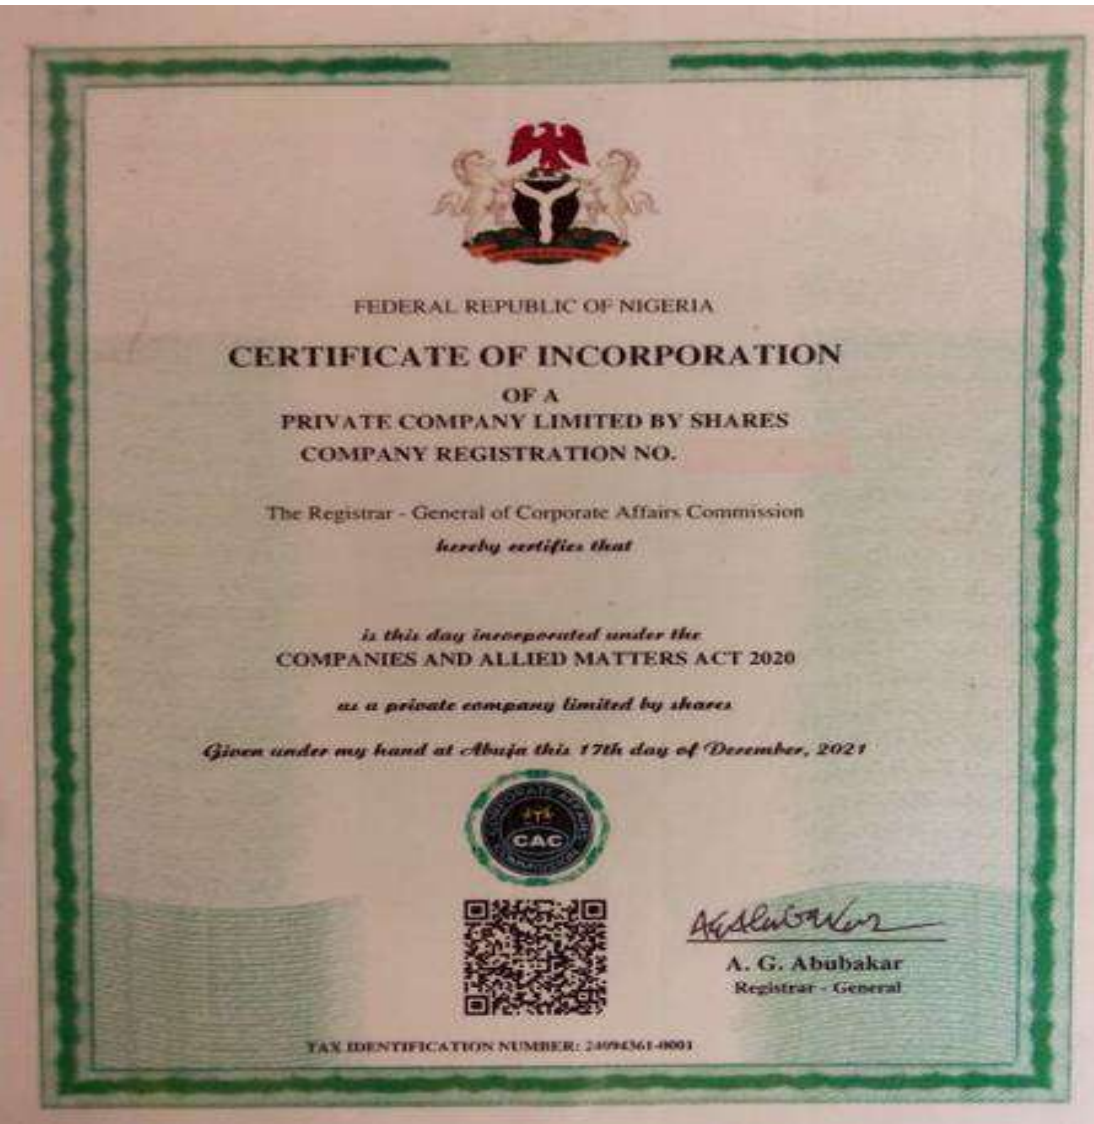 FEDERAL REPUBLIC OF NIGERIA
CERTIFICATE OF INCORPORATION
OF A
PRIVATE COMPANY LIMITED BY SHARES
COMPANY REGISTRATION NO.
The Registrar - General of Corporate Affairs Commission
hereby certifies that
is this day incorporated under the
COMPANIES AND ALLIED MATTERS ACT 2020
as a private company limited by shares
Given under my hand at Abuja this 17th day of December, 2021
CORPORATE AFFAIRS
CAC
COMMISSION
A. G. Abubakar
Registrar - General
TAX IDENTIFICATION NUMBER: 24094361-0001